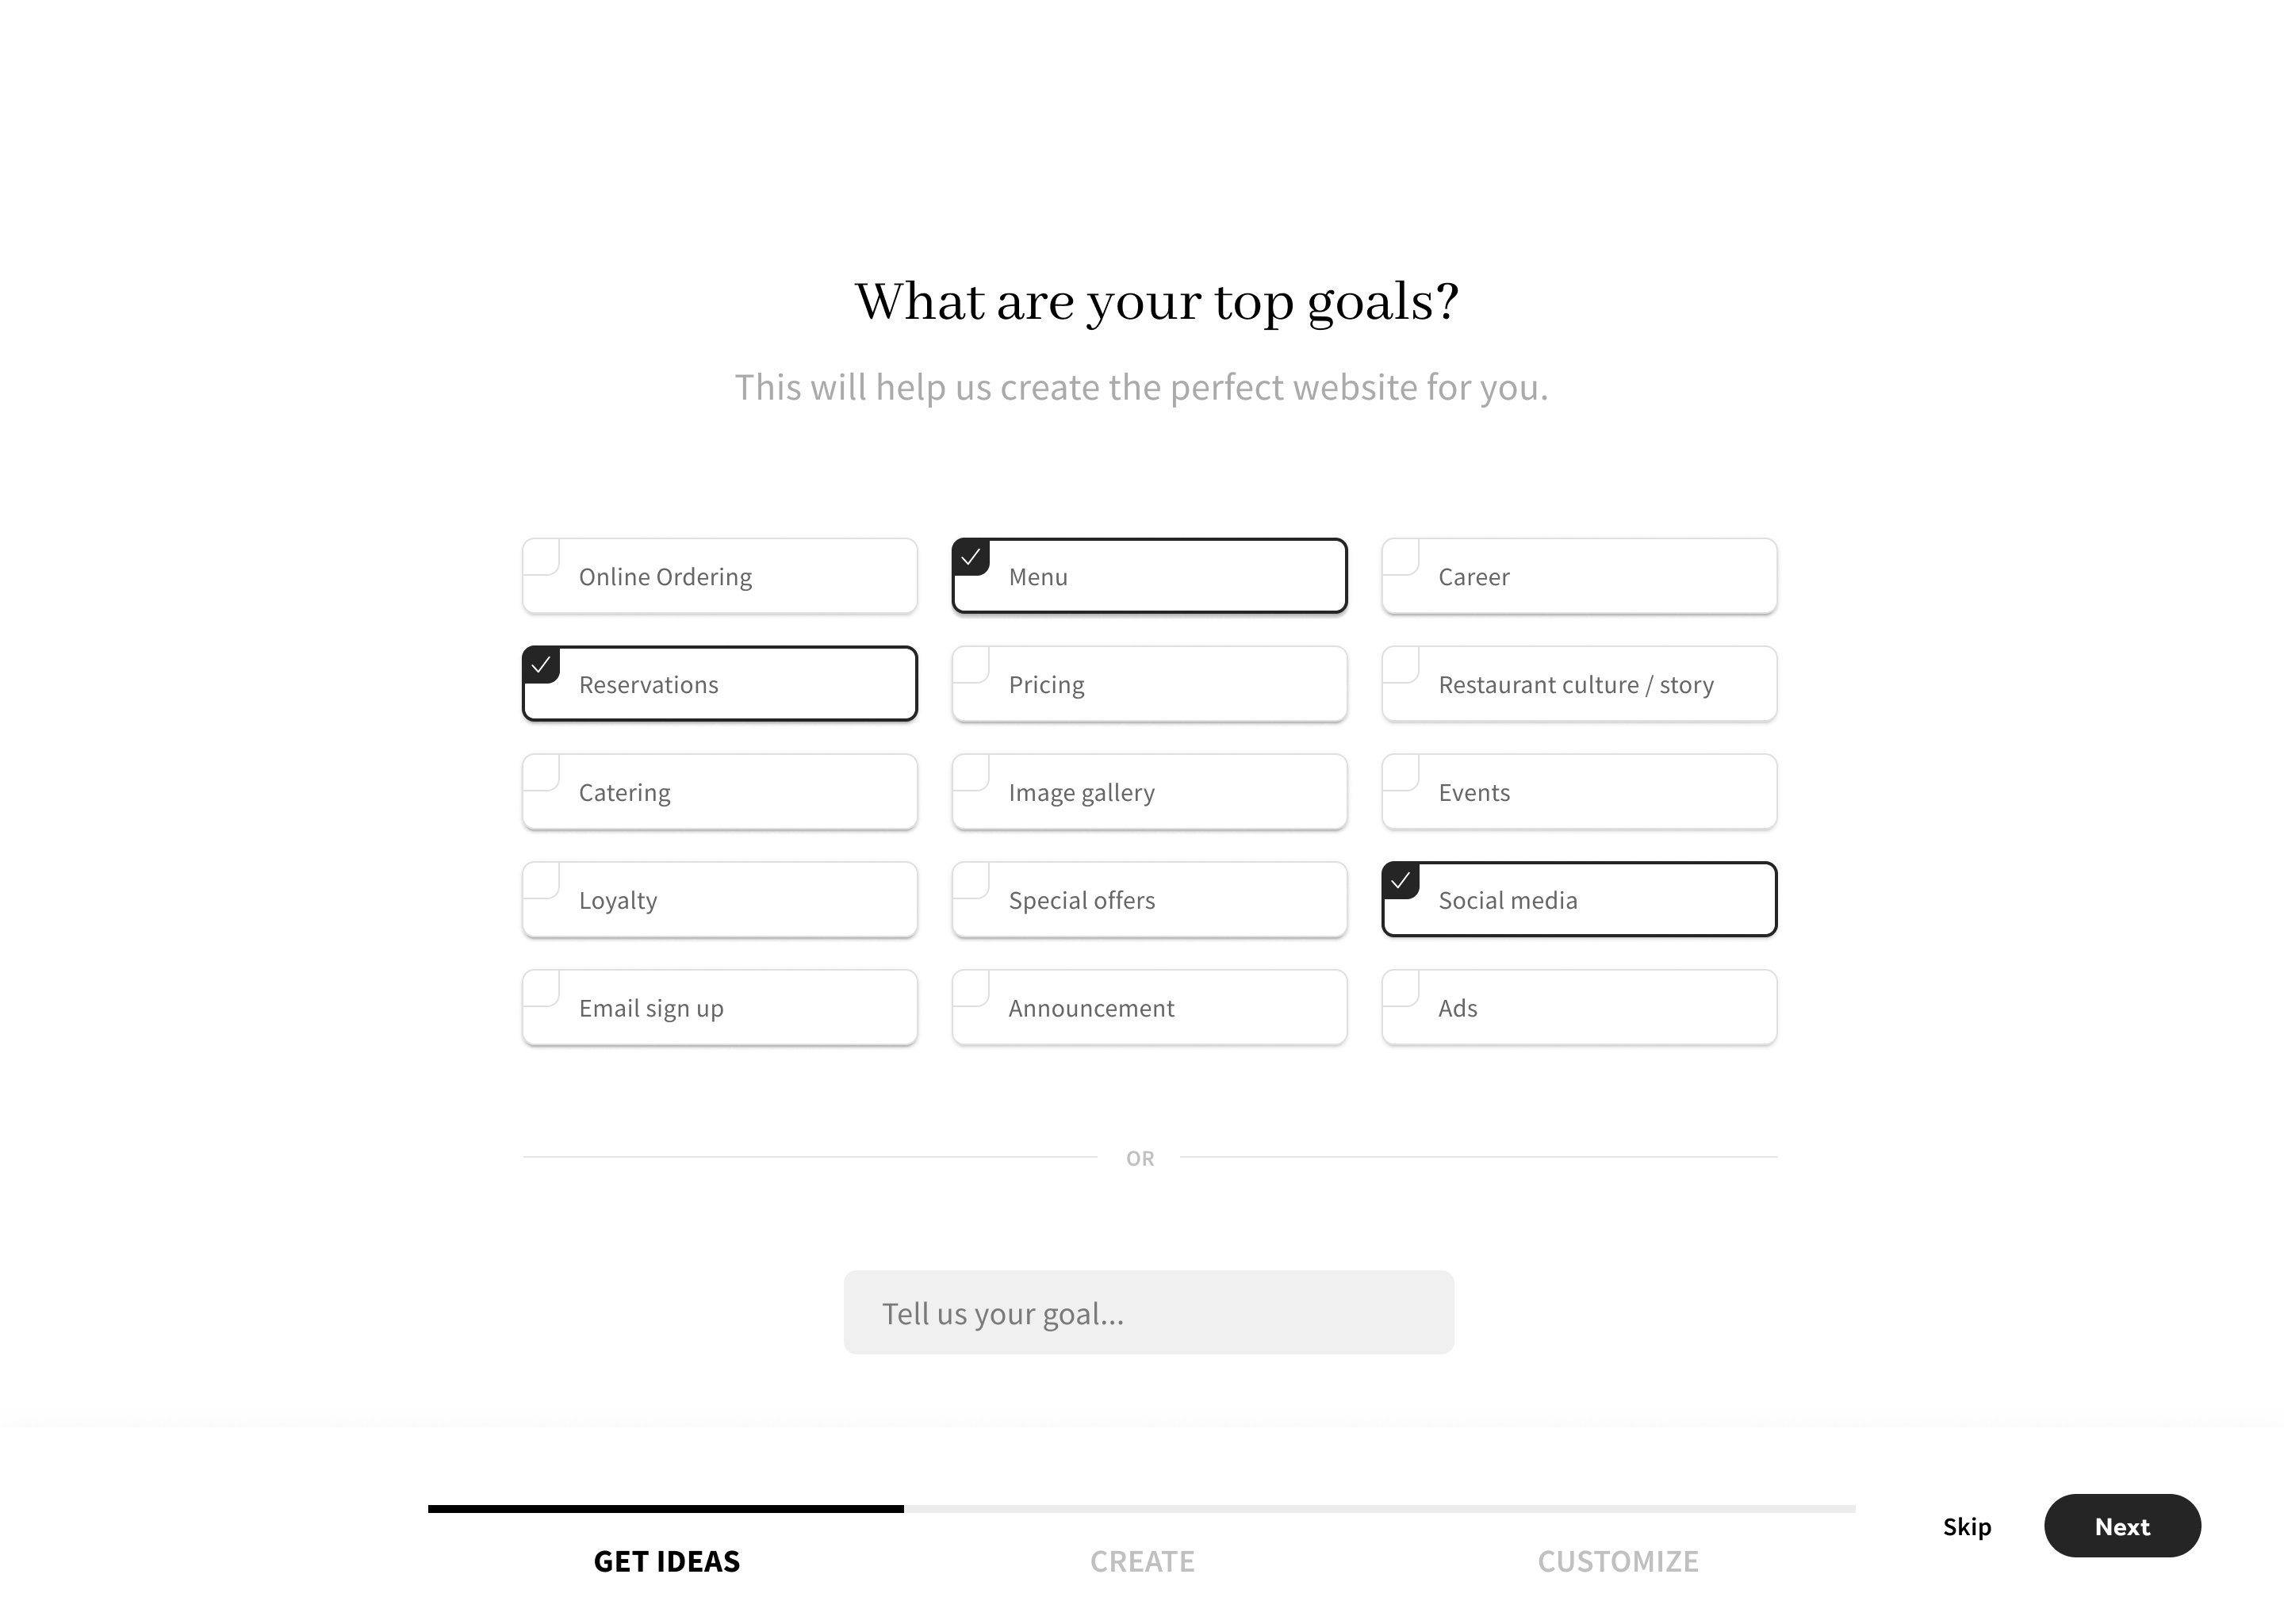 What are your top goals?
This will help us create the perfect website for you.
Online Ordering
Menu
Career
Reservations
Pricing
Restaurant culture / story
Catering
Image gallery
Events
Loyalty
Special offers
Social media
Email sign up
Announcement
Ads
OR
Tell us your goal...
GET IDEAS
CREATE
CUSTOMIZE
Skip
Next